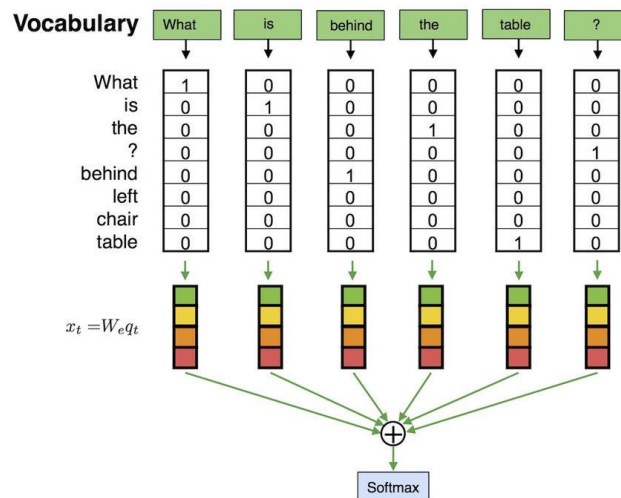 Vocabulary What is behind the table ?
What 1 0 0 0 0 0
is 0 1 0 0 0 0
the 0 0 0 1 0 0
? 0 0 0 0 0 1
behind 0 0 1 0 0 0
left 0 0 0 0 0 0
chair 0 0 0 0 0 0
table 0 0 0 0 1 0
x_t = W_e q_t
+
Softmax